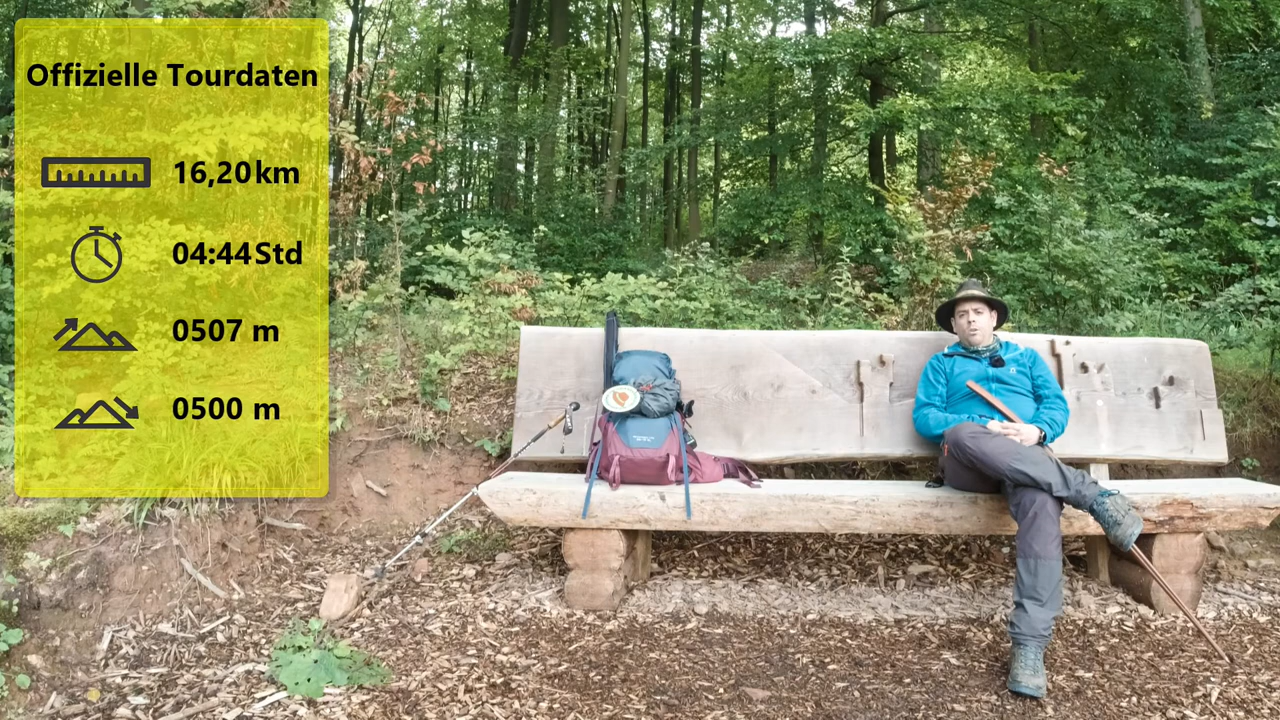 Offizielle Tourdaten
16,20 km
04:44 Std
0507 m
0500 m